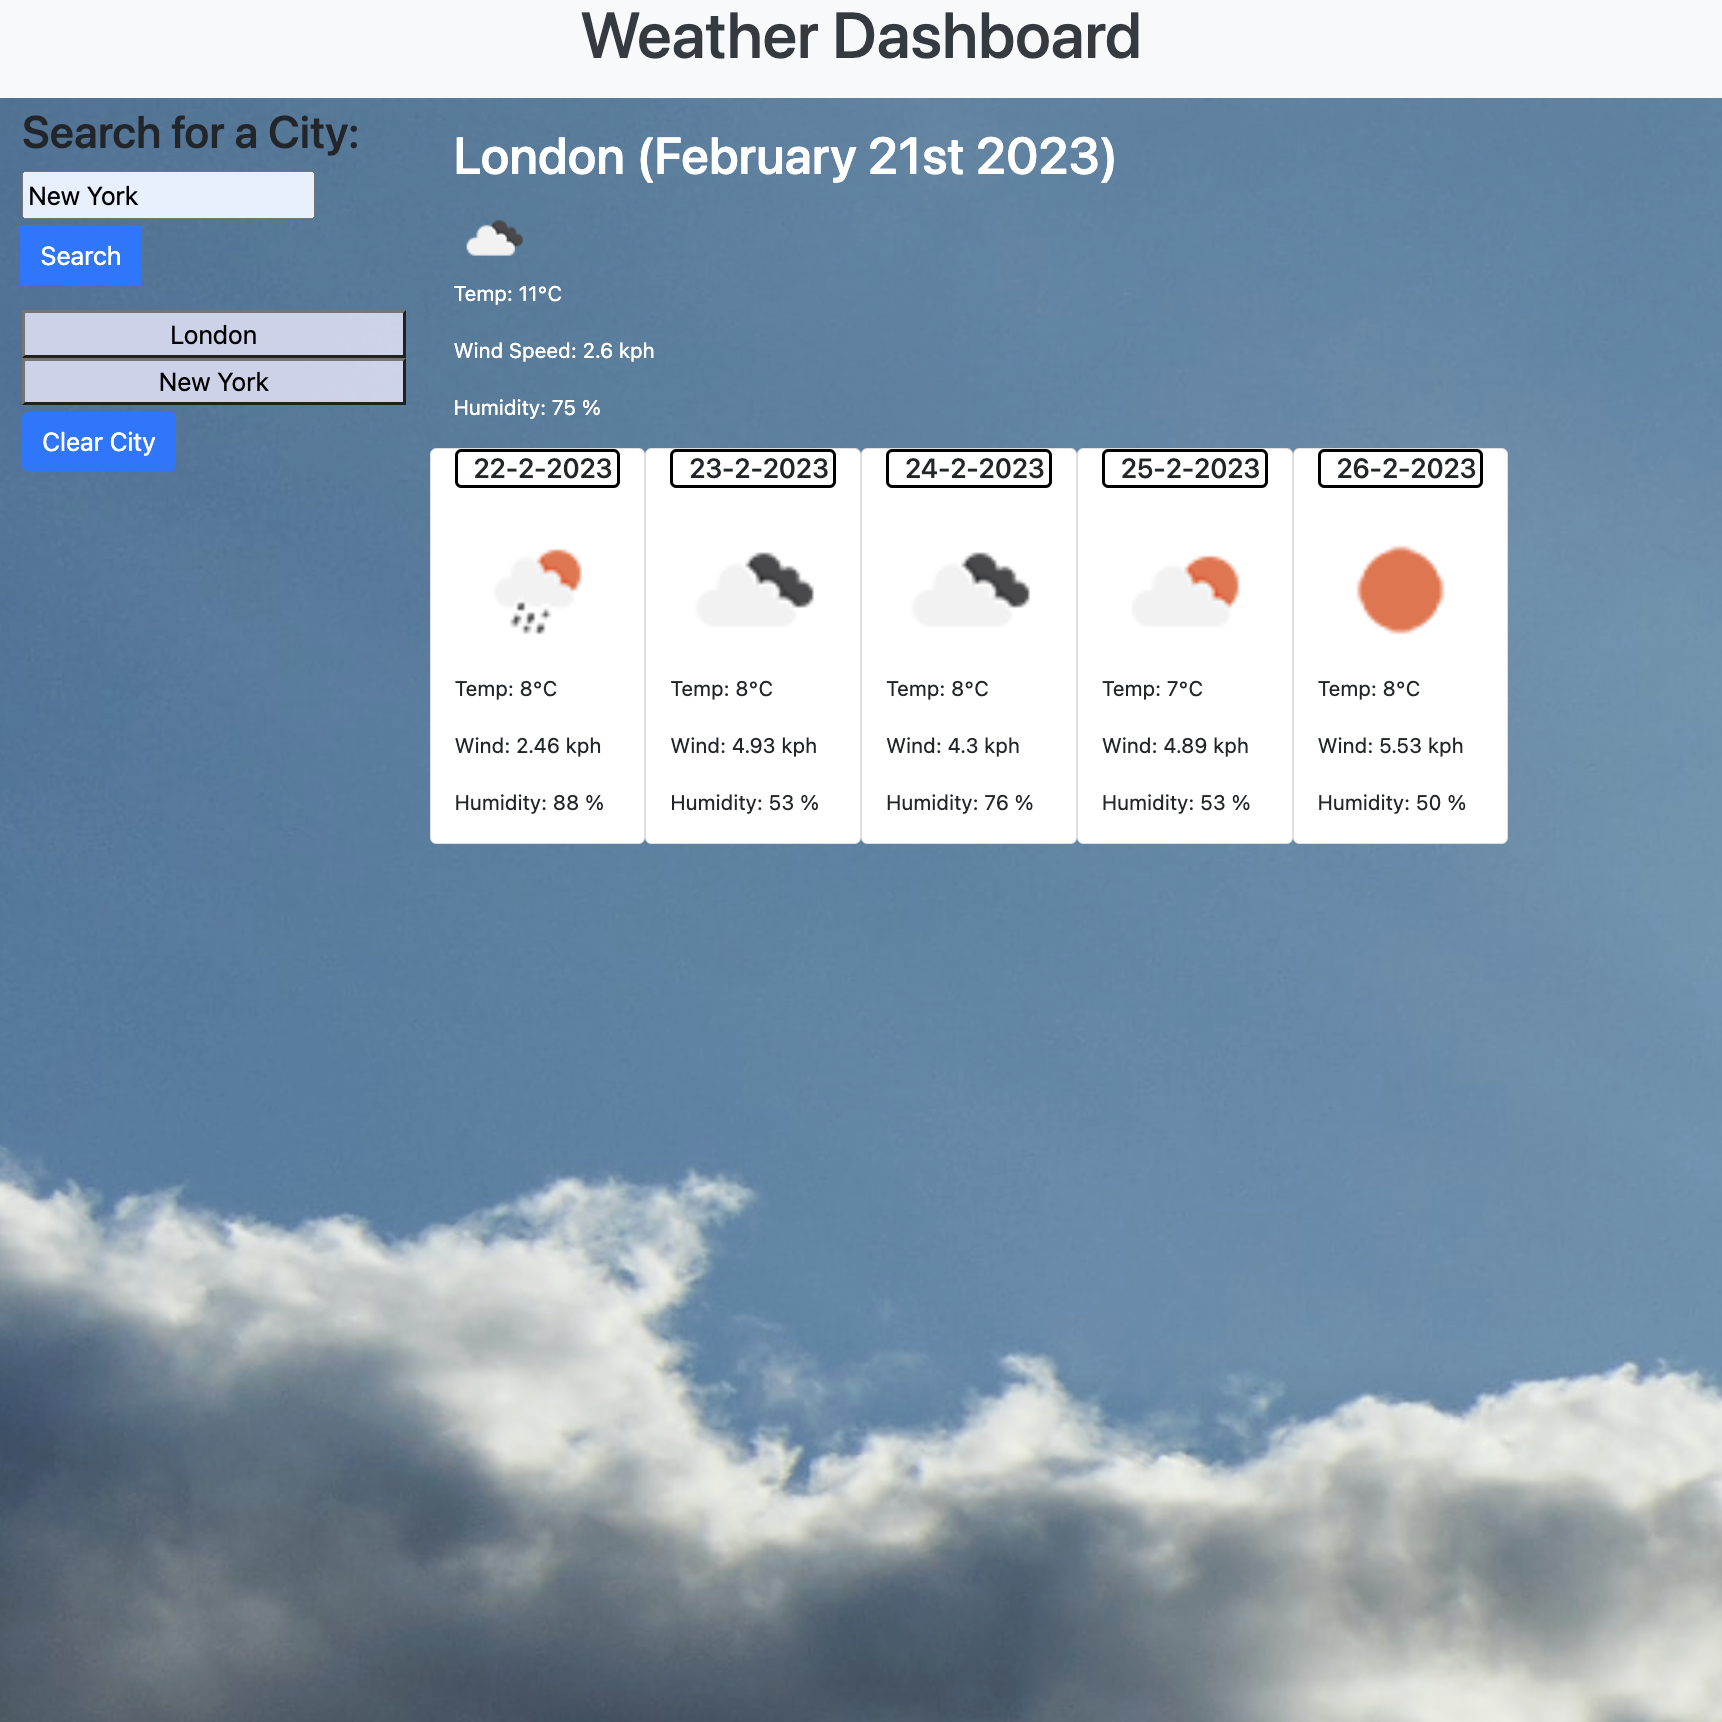 Weather Dashboard
Search for a City:
New York
Search
London
New York
Clear City
London (February 21st 2023)
Temp: 11°C
Wind Speed: 2.6 kph
Humidity: 75 %
22-2-2023
Temp: 8°C
Wind: 2.46 kph
Humidity: 88 %
23-2-2023
Temp: 8°C
Wind: 4.93 kph
Humidity: 53 %
24-2-2023
Temp: 8°C
Wind: 4.3 kph
Humidity: 76 %
25-2-2023
Temp: 7°C
Wind: 4.89 kph
Humidity: 53 %
26-2-2023
Temp: 8°C
Wind: 5.53 kph
Humidity: 50 %